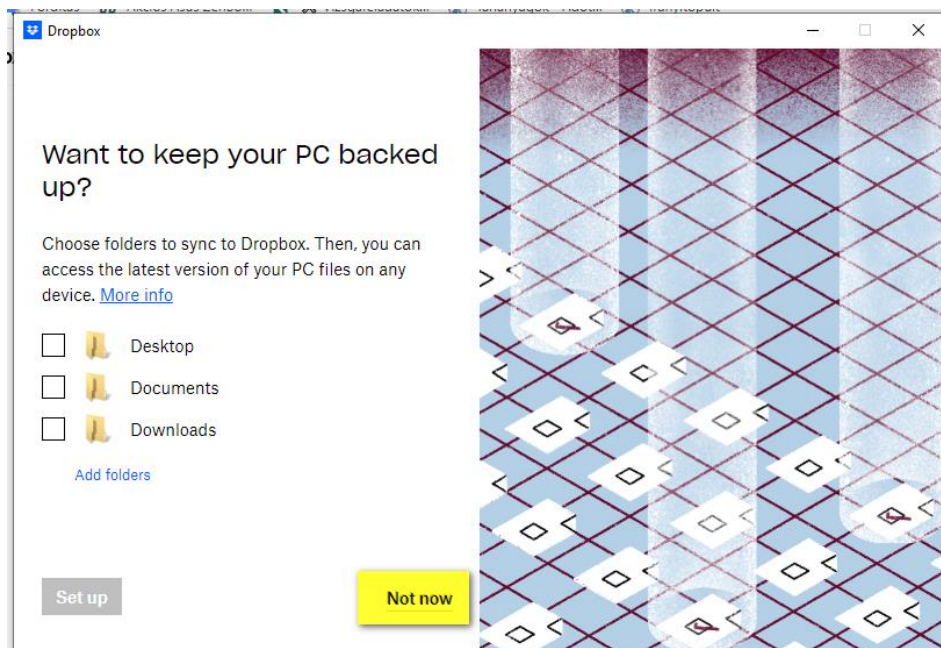 Dropbox
Want to keep your PC backed
up?
Choose folders to sync to Dropbox. Then, you can
access the latest version of your PC files on any
device. More info
Desktop
Documents
Downloads
Add folders
Set up
Not now